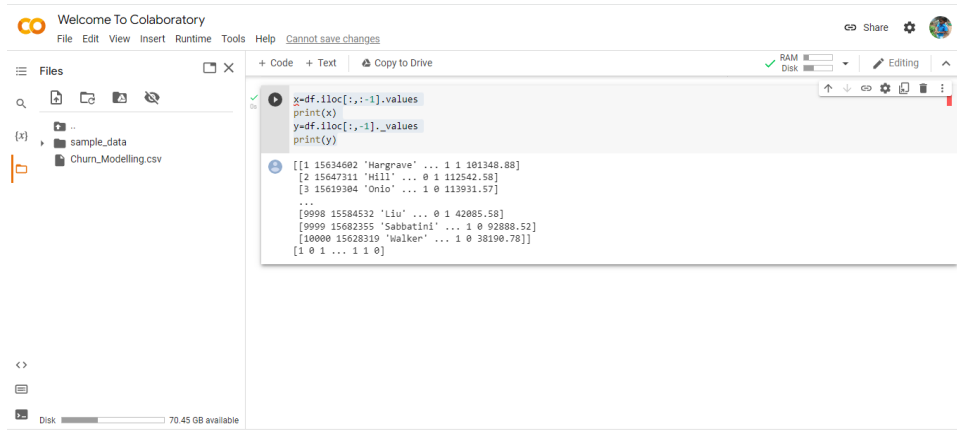 Welcome To Colaboratory
File Edit View Insert Runtime Tools Help Cannot save changes
Share
Files
+ Code + Text Copy to Drive
RAM
Disk
Editing
..
sample_data
Churn_Modelling.csv
{x}
0s
x=df.iloc[:,:-1].values
print(x)
y=df.iloc[:,-1]._values
print(y)
[[1 15634602 'Hargrave' ... 1 1 101348.88]
[2 15647311 'Hill' ... 0 1 112542.58]
[3 15619304 'Onio' ... 1 0 113931.57]
...
[9998 15584532 'Liu' ... 0 1 42085.58]
[9999 15682355 'Sabbatini' ... 1 0 92888.52]
[10000 15628319 'Walker' ... 1 0 38190.78]]
[1 0 1 ... 1 1 0]
Disk 70.45 GB available